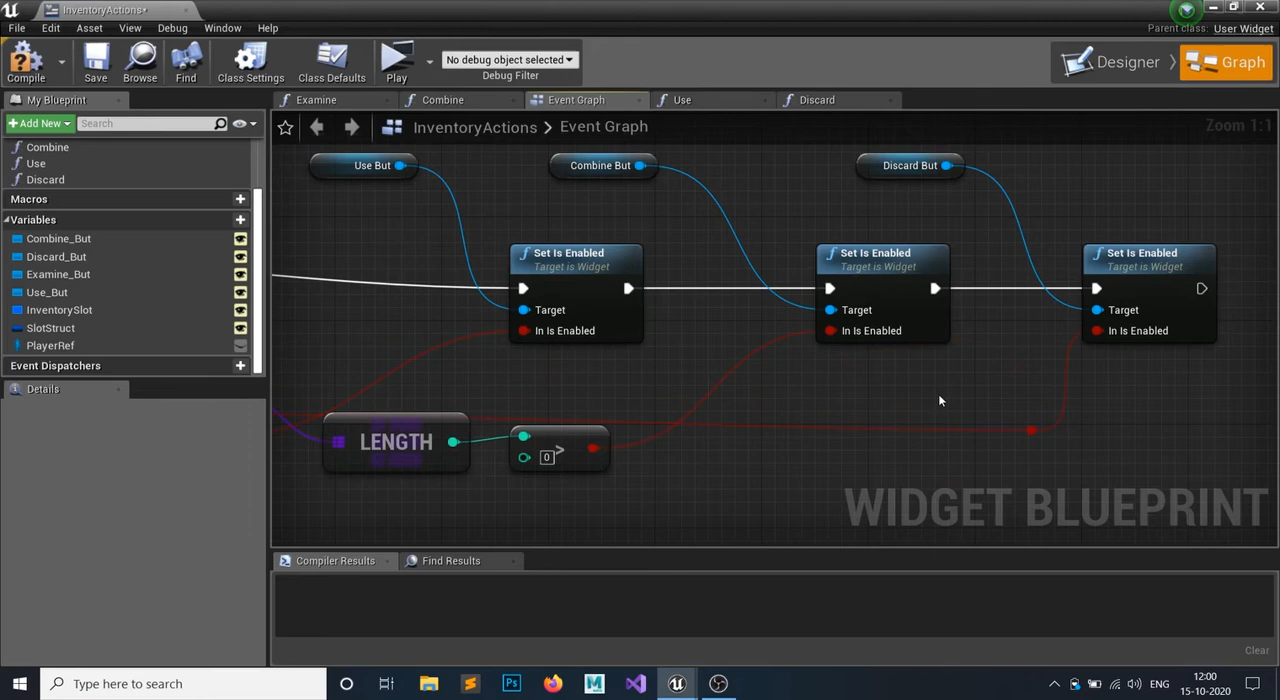 InventoryActions*
File Edit Asset View Debug Window Help
Parent class: User Widget
Compile Save Browse Find Class Settings Class Defaults Play
No debug object selected
Debug Filter
Designer Graph
My Blueprint
Examine Combine Event Graph Use Discard
Add New Search
InventoryActions > Event Graph
Zoom 1:1
Combine
Use
Discard
Macros
Variables
Combine_But
Discard_But
Examine_But
Use_But
InventorySlot
SlotStruct
PlayerRef
Event Dispatchers
Details
Use But
Combine But
Discard But
Set Is Enabled
Target is Widget
Target
In Is Enabled
Set Is Enabled
Target is Widget
Target
In Is Enabled
Set Is Enabled
Target is Widget
Target
In Is Enabled
LENGTH
0 >
WIDGET BLUEPRINT
Compiler Results Find Results
Clear
Type here to search
Ps
ENG
12:00
15-10-2020